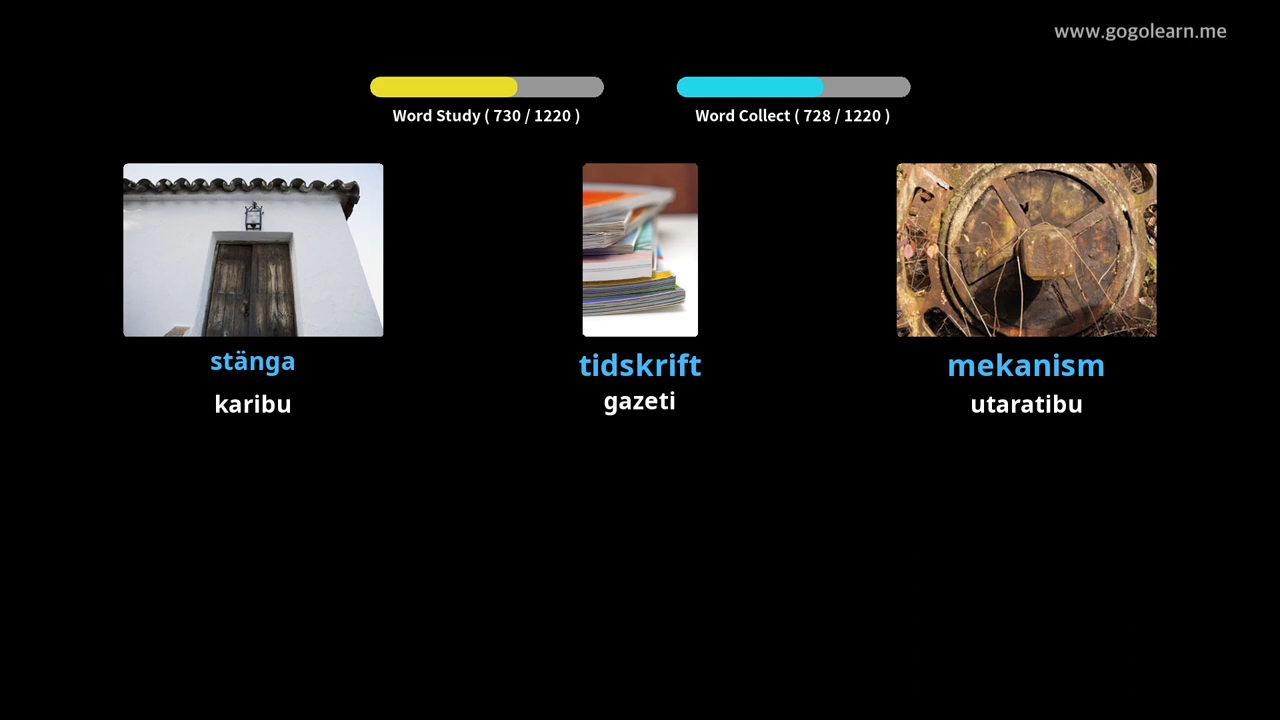 www.gogolearn.me
Word Study ( 730 / 1220 )
Word Collect ( 728 / 1220 )
stänga
karibu
tidskrift
gazeti
mekanism
utaratibu